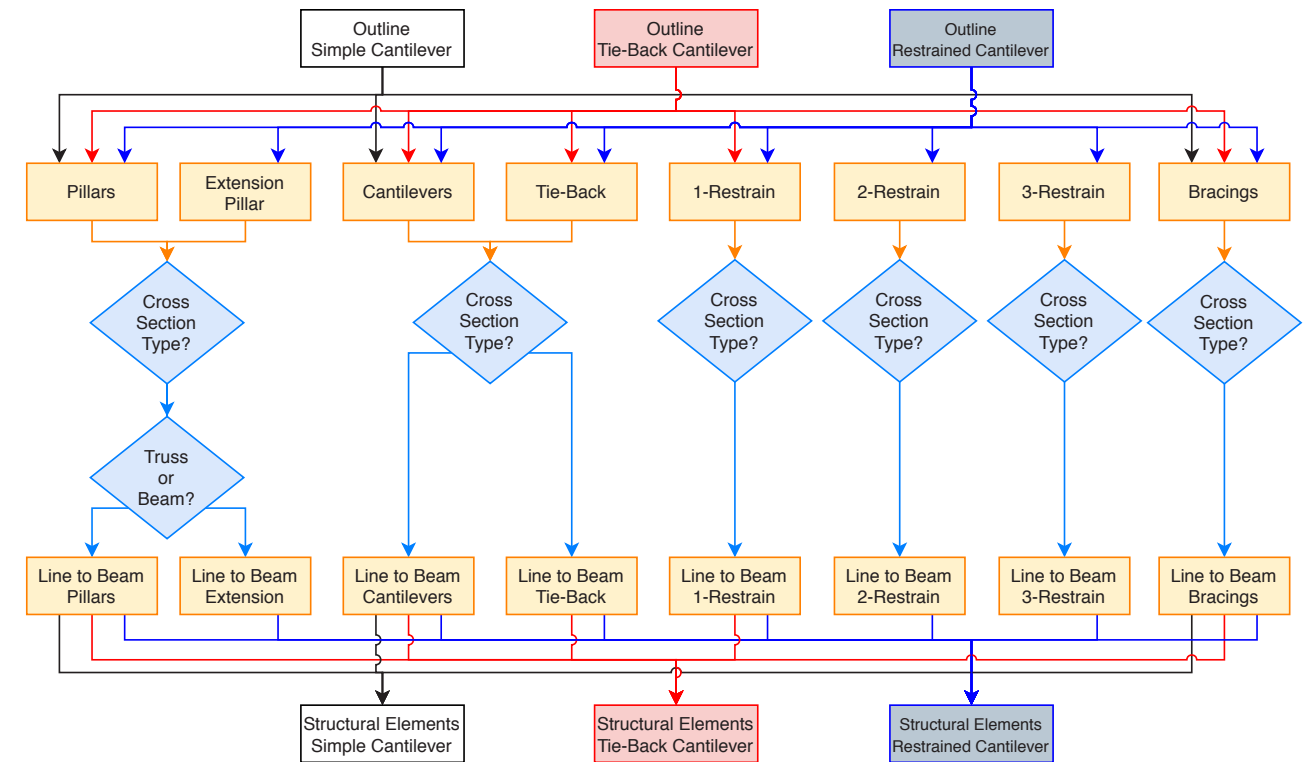 Outline
Simple Cantilever
Outline
Tie-Back Cantilever
Outline
Restrained Cantilever
Pillars
Extension
Pillar
Cantilevers
Tie-Back
1-Restrain
2-Restrain
3-Restrain
Bracings
Cross
Section
Type?
Cross
Section
Type?
Cross
Section
Type?
Cross
Section
Type?
Cross
Section
Type?
Cross
Section
Type?
Truss
or
Beam?
Line to Beam
Pillars
Line to Beam
Extension
Line to Beam
Cantilevers
Line to Beam
Tie-Back
Line to Beam
1-Restrain
Line to Beam
2-Restrain
Line to Beam
3-Restrain
Line to Beam
Bracings
Structural Elements
Simple Cantilever
Structural Elements
Tie-Back Cantilever
Structural Elements
Restrained Cantilever